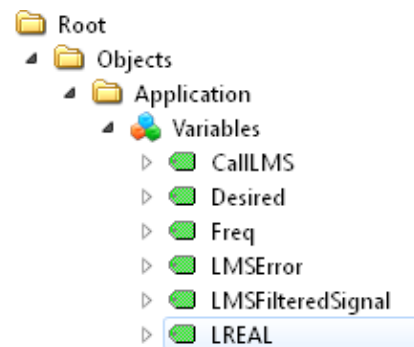 Root
Objects
Application
Variables
CallLMS
Desired
Freq
LMSError
LMSFilteredSignal
LREAL